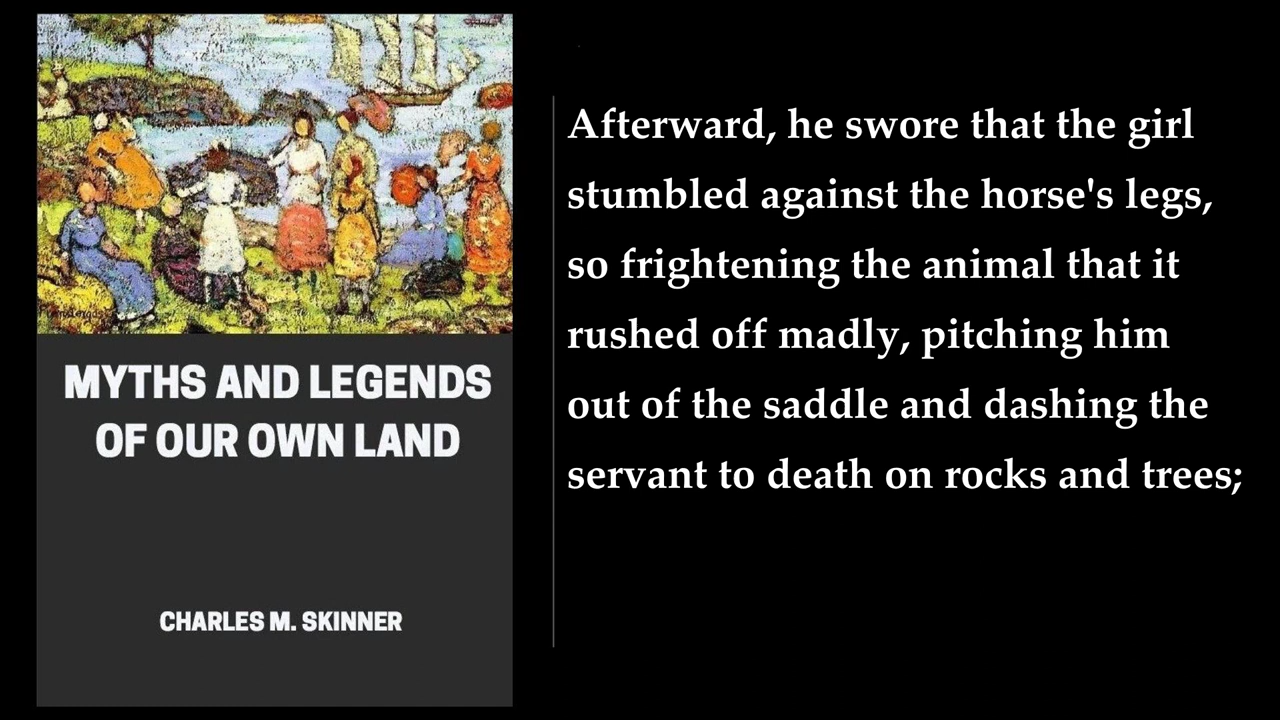 MYTHS AND LEGENDS
OF OUR OWN LAND
CHARLES M. SKINNER
Afterward, he swore that the girl
stumbled against the horse's legs,
so frightening the animal that it
rushed off madly, pitching him
out of the saddle and dashing the
servant to death on rocks and trees;